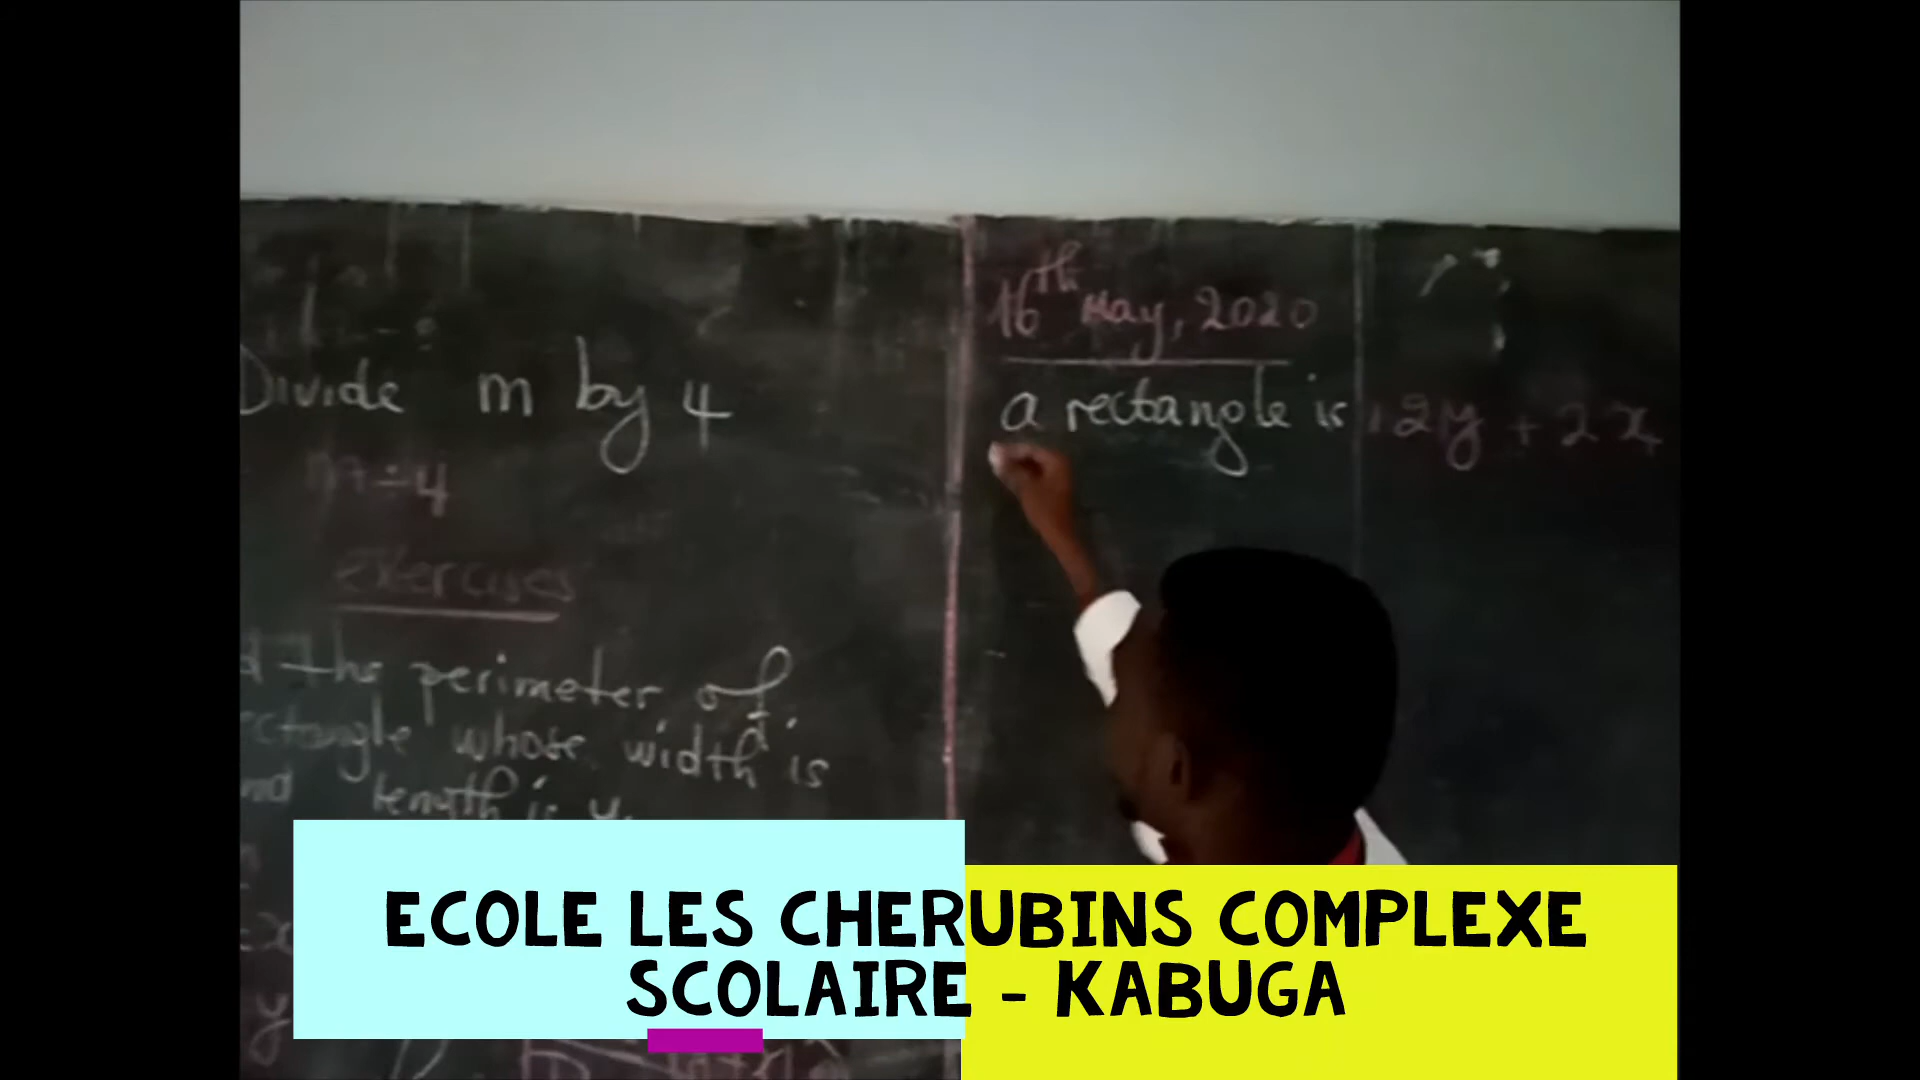 Divide m by 4
m ÷ 4
exercises
the perimeter of
rectangle whose width is
and length is y.
y
16th May, 2020
a rectangle is 2y + 2x
ECOLE LES CHERUBINS COMPLEXE
SCOLAIRE - KABUGA